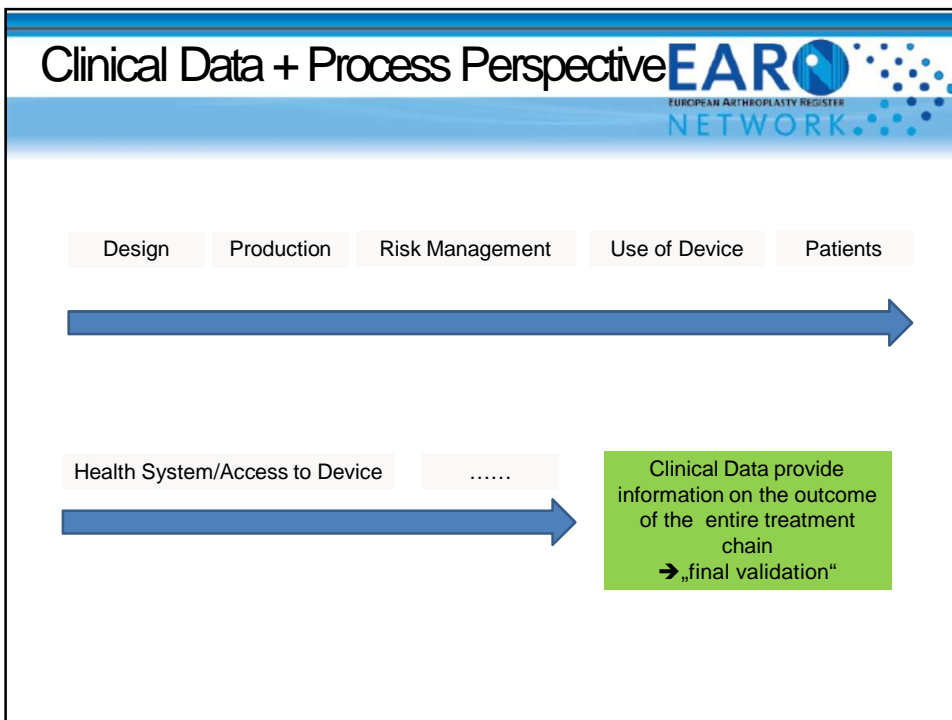 Clinical Data + Process Perspective
EAR
EUROPEAN ARTHROPLASTY REGISTER
NETWORK
Design
Production
Risk Management
Use of Device
Patients
Health System/Access to Device
......
Clinical Data provide
information on the outcome
of the entire treatment
chain
➔„final validation“